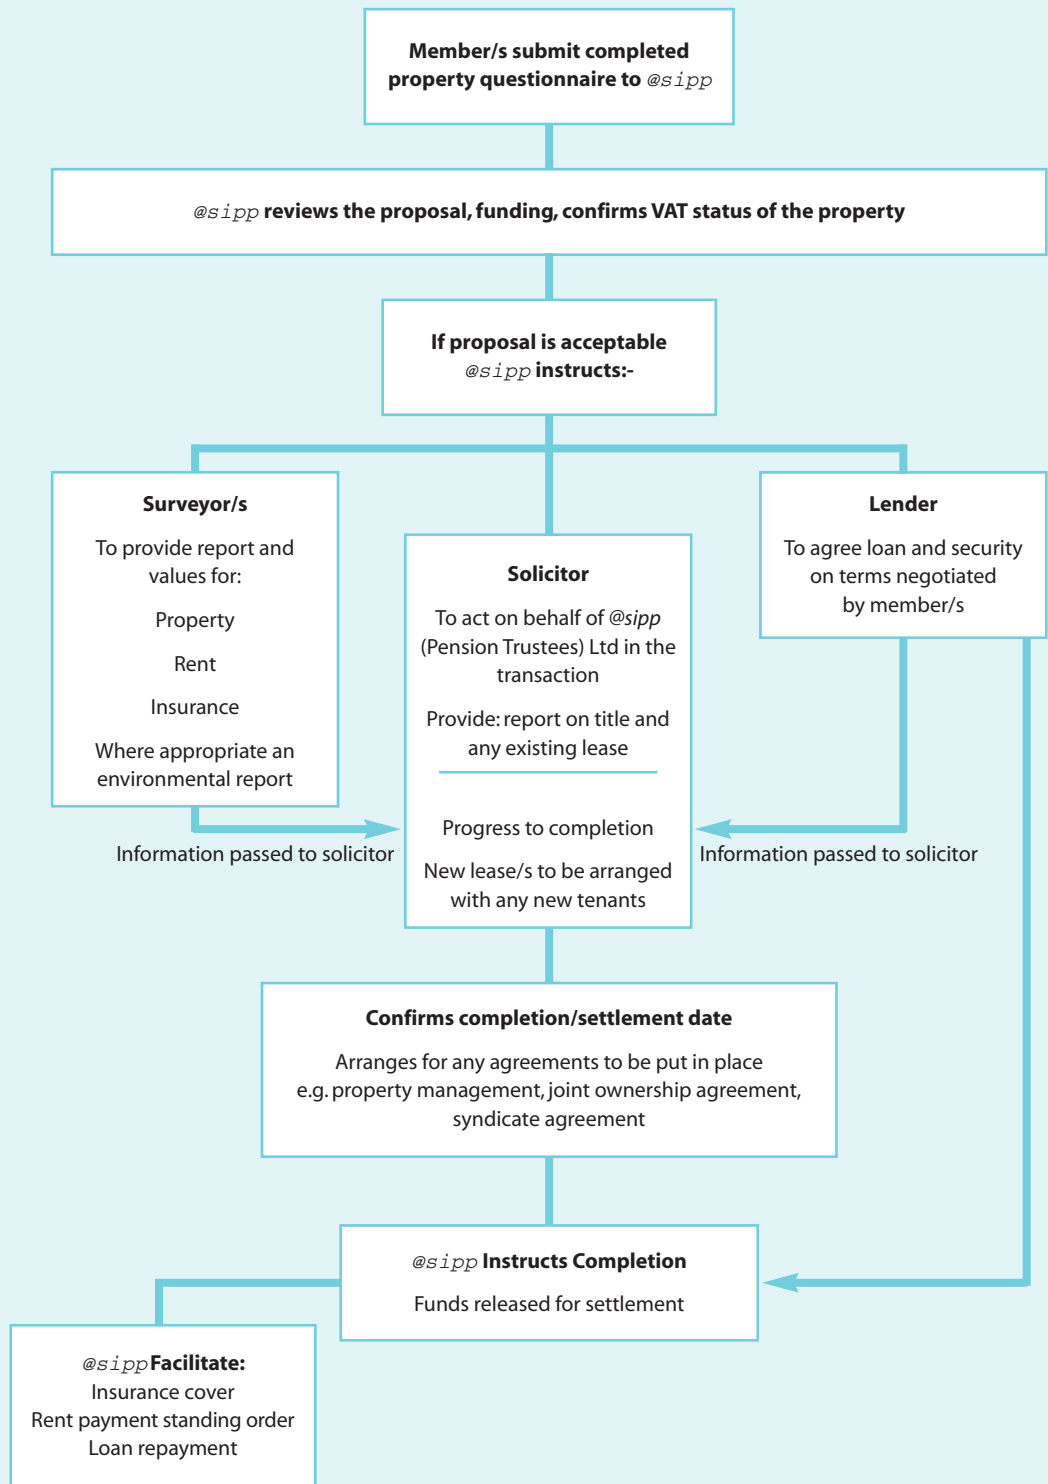 Member/s submit completed
property questionnaire to @sipp
@sipp reviews the proposal, funding, confirms VAT status of the property
If proposal is acceptable
@sipp instructs:-
Surveyor/s
To provide report and
values for:
Property
Rent
Insurance
Where appropriate an
environmental report
Information passed to solicitor
Solicitor
To act on behalf of @sipp
(Pension Trustees) Ltd in the
transaction
Provide: report on title and
any existing lease
Progress to completion
New lease/s to be arranged
with any new tenants
Lender
To agree loan and security
on terms negotiated
by member/s
Information passed to solicitor
Confirms completion/settlement date
Arranges for any agreements to be put in place
e.g. property management, joint ownership agreement,
syndicate agreement
@sipp Instructs Completion
Funds released for settlement
@sipp Facilitate:
Insurance cover
Rent payment standing order
Loan repayment